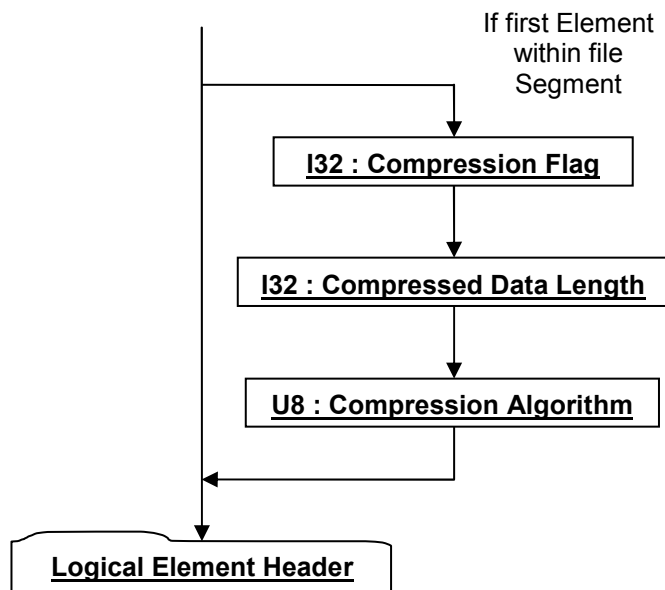 If first Element
within file
Segment
I32 : Compression Flag
I32 : Compressed Data Length
U8 : Compression Algorithm
Logical Element Header